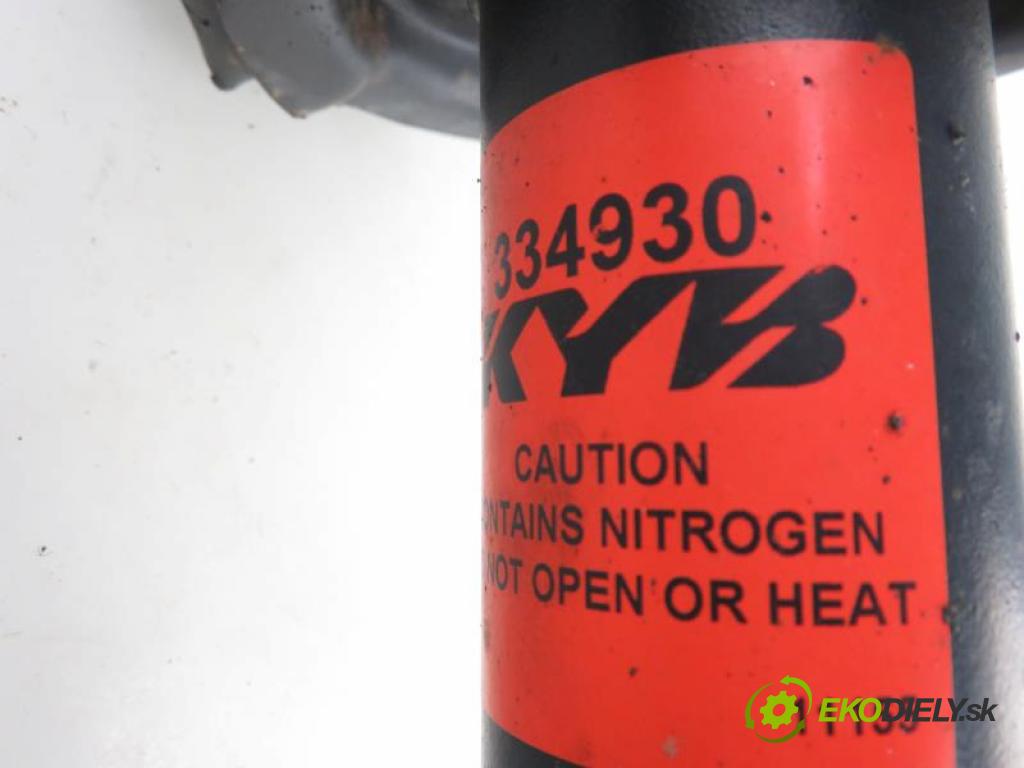 334930
KYB
CAUTION
ONTAINS NITROGEN
NOT OPEN OR HEAT
EKODIELY.sk